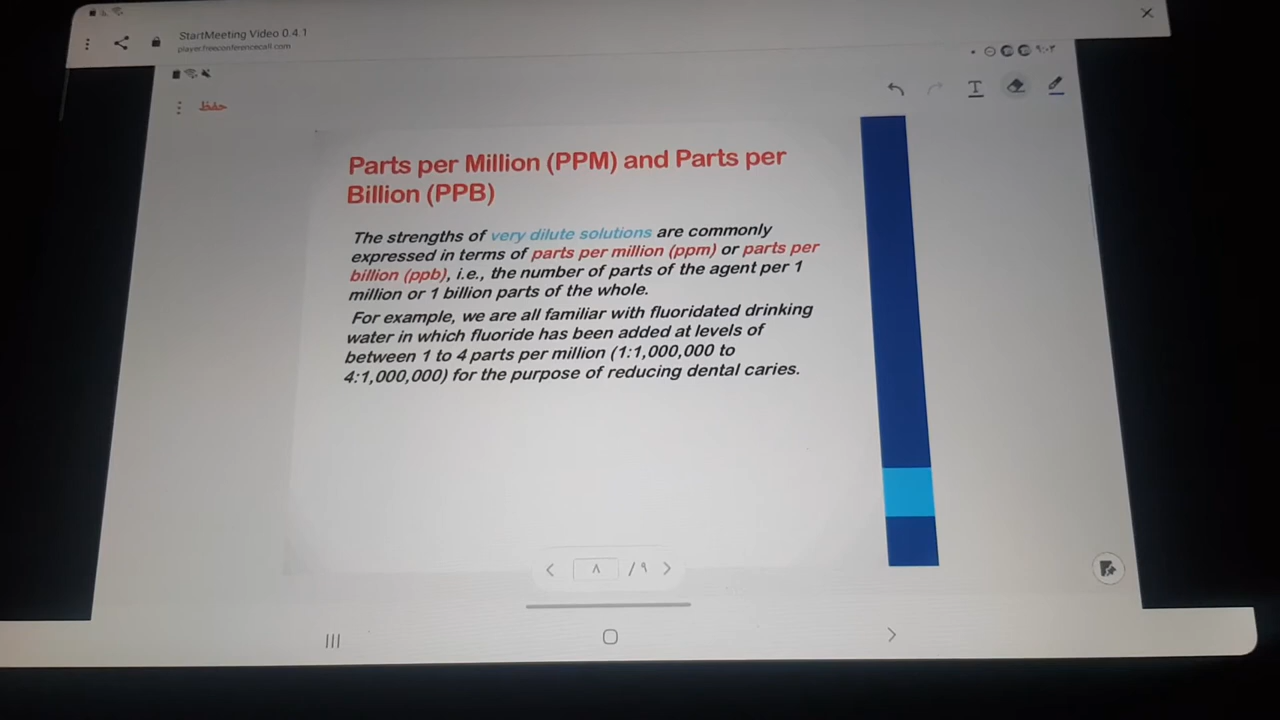 StartMeeting Video 0.4.1
player.freeconferencecall.com
٩:٠٢
حفظ
T
Parts per Million (PPM) and Parts per
Billion (PPB)
The strengths of very dilute solutions are commonly
expressed in terms of parts per million (ppm) or parts per
billion (ppb), i.e., the number of parts of the agent per 1
million or 1 billion parts of the whole.
For example, we are all familiar with fluoridated drinking
water in which fluoride has been added at levels of
between 1 to 4 parts per million (1:1,000,000 to
4:1,000,000) for the purpose of reducing dental caries.
٨ / ٩